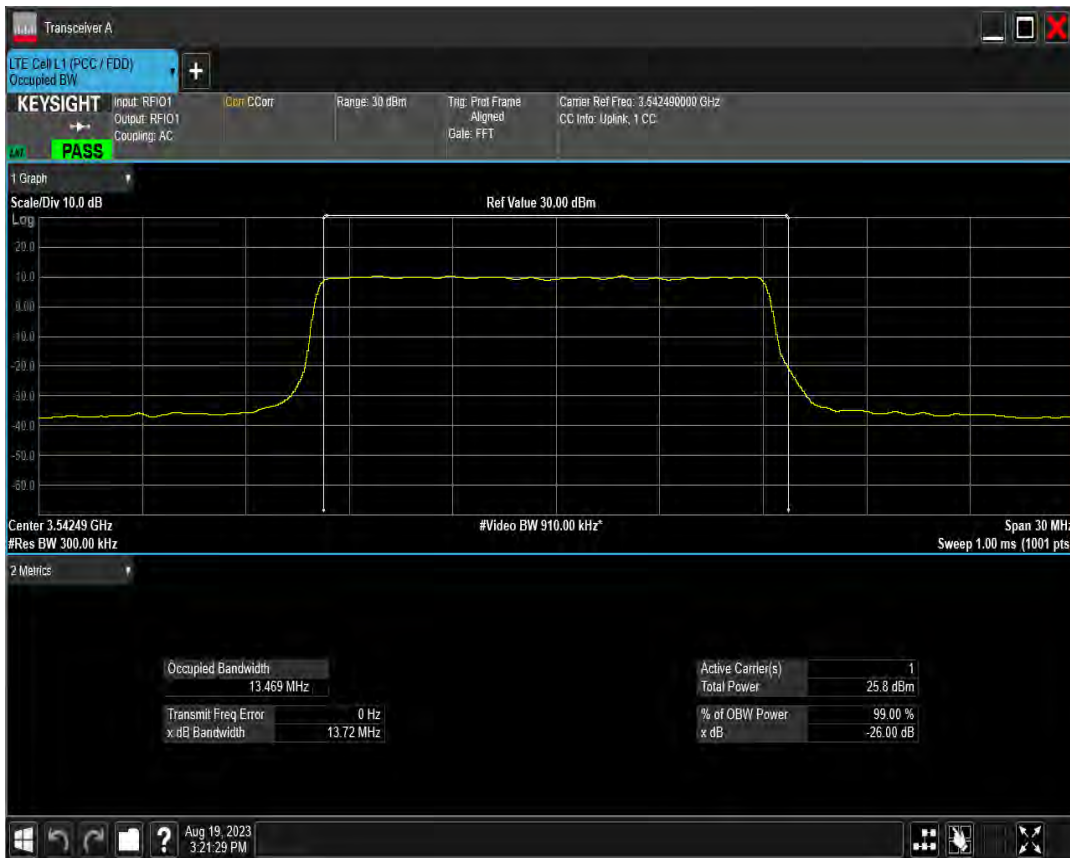 Transceiver A
LTE Cell L1 (PCC / FDD)
Occupied BW
+
KEYSIGHT
PASS
Input: RFIO1
Output: RFIO1
Coupling: AC
Corr CCorr
Range: 30 dBm
Trig: Prot Frame
Aligned
Gate: FFT
Carrier Ref Freq: 3.542490000 GHz
CC Info: Uplink, 1 CC
1 Graph
Scale/Div 10.0 dB
Ref Value 30.00 dBm
Log
20.0
10.0
0.00
-10.0
-20.0
-30.0
-40.0
-50.0
-60.0
Center 3.54249 GHz
#Video BW 910.00 kHz*
Span 30 MHz
#Res BW 300.00 kHz
Sweep 1.00 ms (1001 pts
2 Metrics
Occupied Bandwidth
13.469 MHz
Transmit Freq Error 0 Hz
x dB Bandwidth 13.72 MHz
Active Carrier(s) 1
Total Power 25.8 dBm
% of OBW Power 99.00 %
x dB -26.00 dB
?
Aug 19, 2023
3:21:29 PM